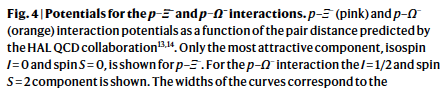 Fig. 4 | Potentials for the p–Ξ⁻ and p–Ω⁻ interactions. p–Ξ⁻ (pink) and p–Ω⁻
(orange) interaction potentials as a function of the pair distance predicted by
the HAL QCD collaboration¹³,¹⁴. Only the most attractive component, isospin
I = 0 and spin S = 0, is shown for p–Ξ⁻. For the p–Ω⁻ interaction the I = 1/2 and spin
S = 2 component is shown. The widths of the curves correspond to the